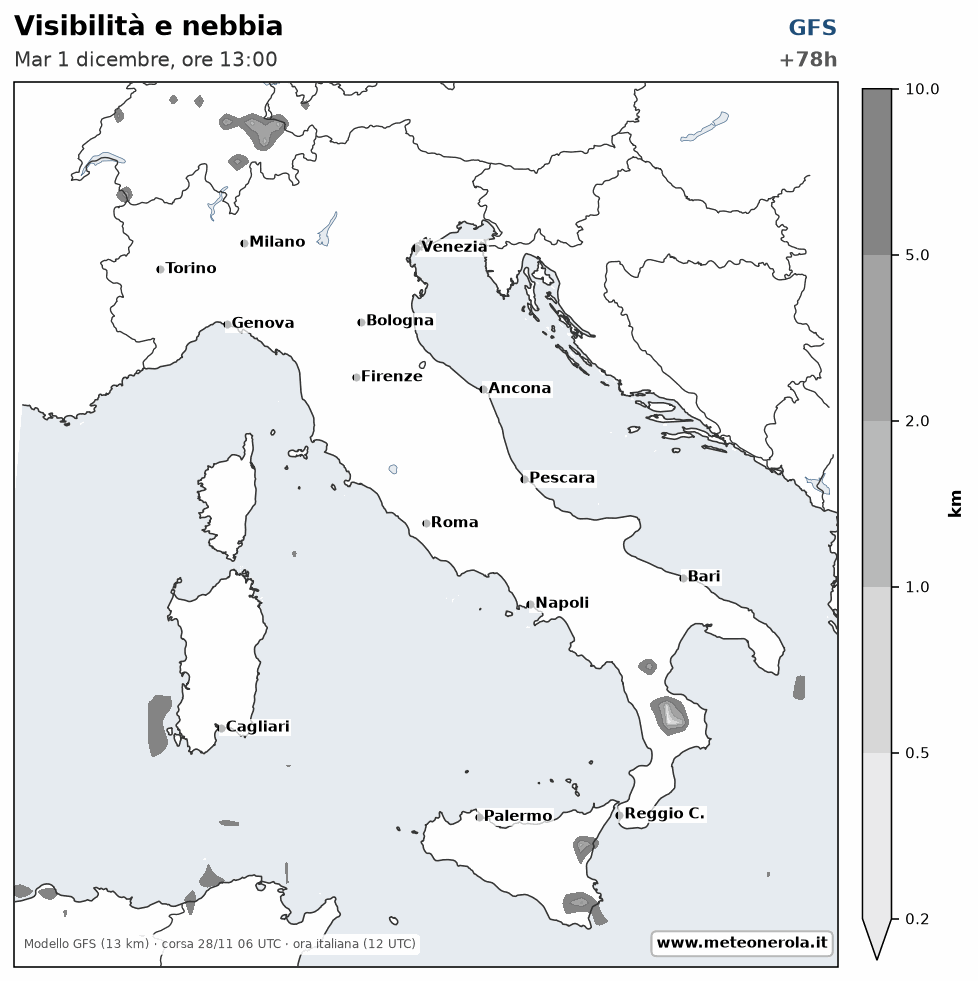 Visibilità e nebbia
GFS
Mar 1 dicembre, ore 13:00
+78h
10.0
5.0
2.0
1.0
0.5
0.2
km
Milano
Venezia
Torino
Genova
Bologna
Firenze
Ancona
Pescara
Roma
Bari
Napoli
Cagliari
Palermo
Reggio C.
Modello GFS (13 km) · corsa 28/11 06 UTC · ora italiana (12 UTC)
www.meteonerola.it